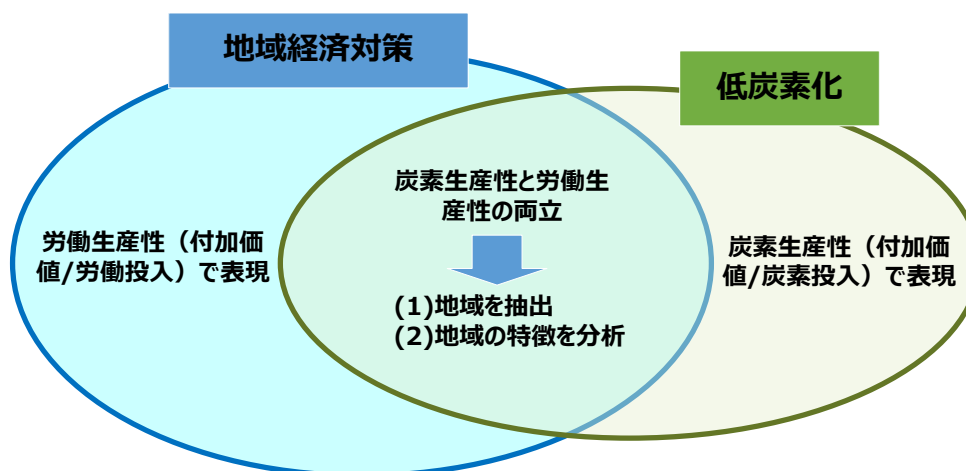 地域経済対策
低炭素化
炭素生産性と労働生
産性の両立
労働生産性（付加価
値/労働投入）で表現
炭素生産性（付加価
値/炭素投入）で表現
(1)地域を抽出
(2)地域の特徴を分析